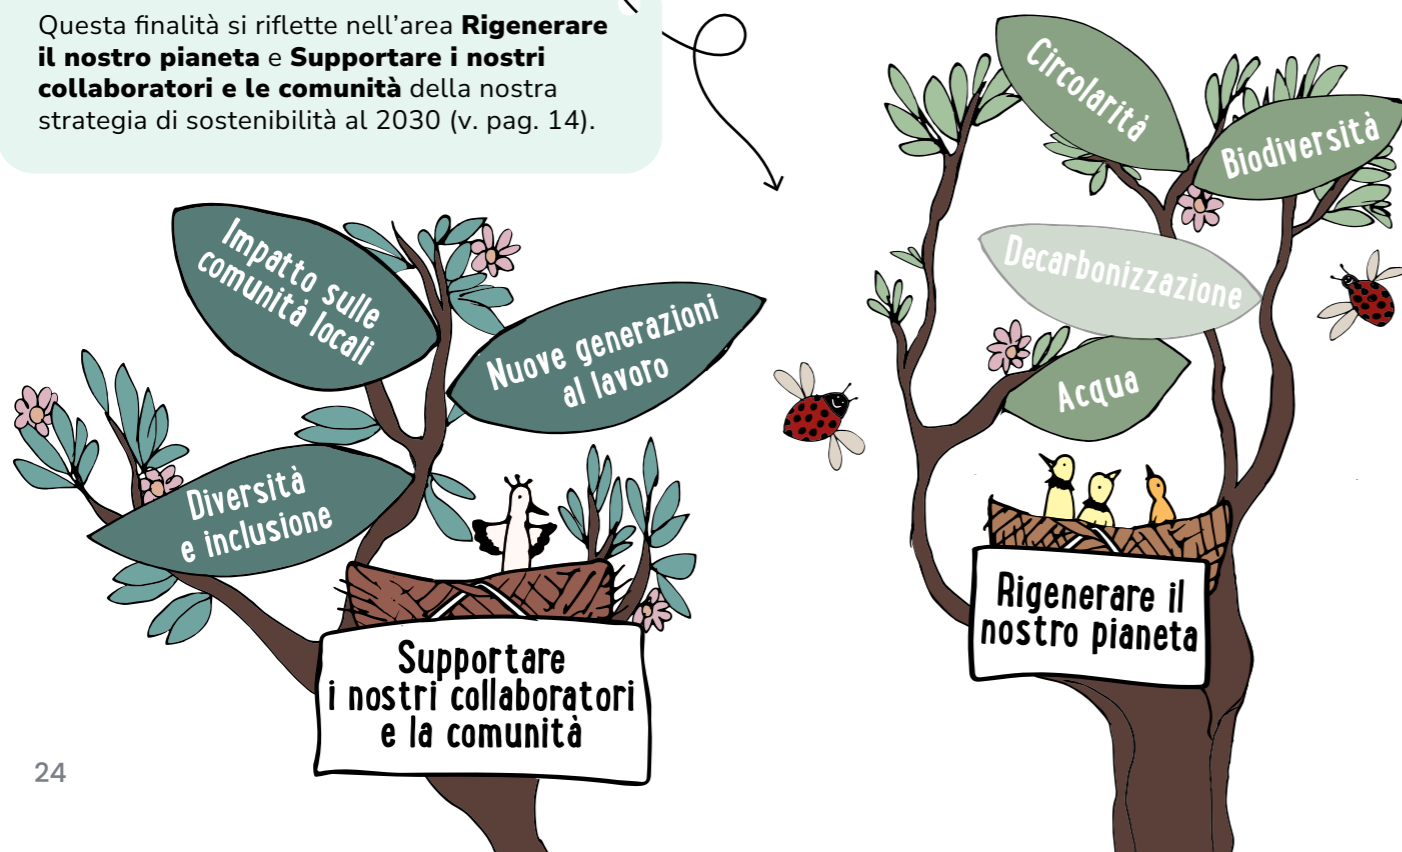 Questa finalità si riflette nell’area Rigenerare
il nostro pianeta e Supportare i nostri
collaboratori e le comunità della nostra
strategia di sostenibilità al 2030 (v. pag. 14).
Impatto sulle
comunità locali
Nuove generazioni
al lavoro
Diversità
e inclusione
Supportare
i nostri collaboratori
e la comunità
Circolarità
Biodiversità
Decarbonizzazione
Acqua
Rigenerare il
nostro pianeta
24